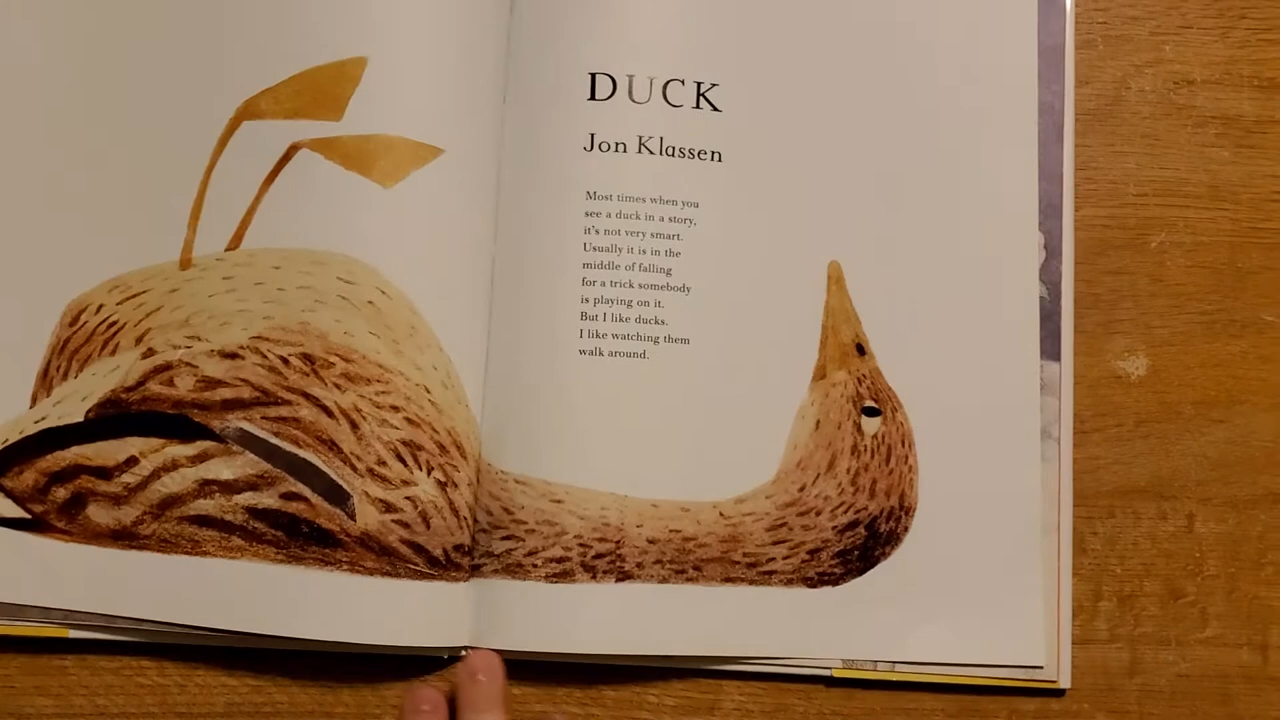 DUCK
Jon Klassen
Most times when you
see a duck in a story,
it's not very smart.
Usually it is in the
middle of falling
for a trick somebody
is playing on it.
But I like ducks.
I like watching them
walk around.